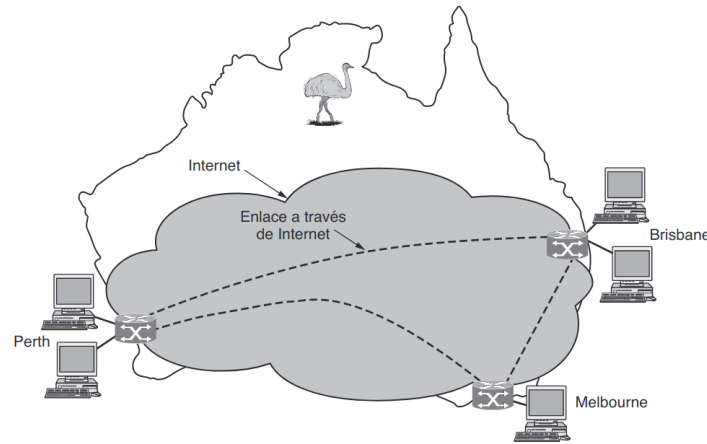 Internet
Enlace a través
de Internet
Brisbane
Perth
Melbourne